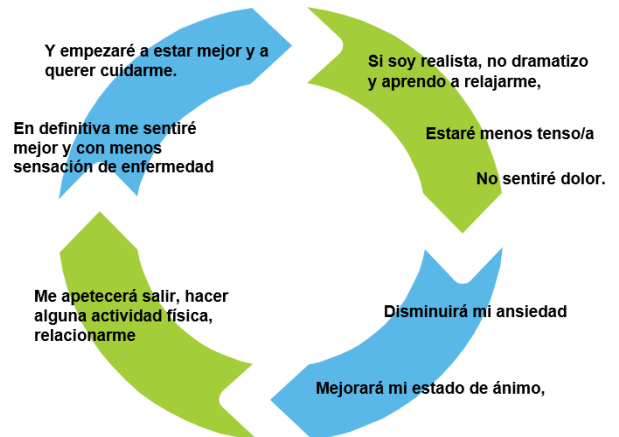 Si soy realista, no dramatizo
y aprendo a relajarme,
Estaré menos tenso/a
No sentiré dolor.
Disminuirá mi ansiedad
Mejorará mi estado de ánimo,
Me apetecerá salir, hacer
alguna actividad física,
relacionarme
En definitiva me sentiré
mejor y con menos
sensación de enfermedad
Y empezaré a estar mejor y a
querer cuidarme.